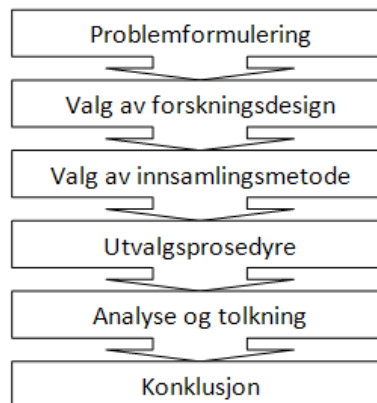 Problemformulering
Valg av forskningsdesign
Valg av innsamlingsmetode
Utvalgsprosedyre
Analyse og tolkning
Konklusjon